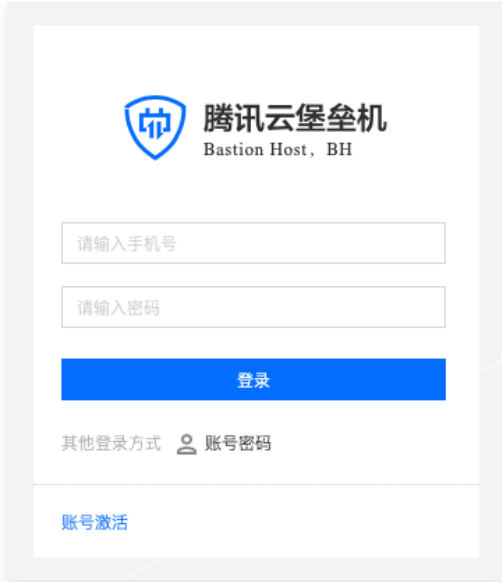 腾讯云堡垒机
Bastion Host，BH
请输入手机号
请输入密码
登录
其他登录方式 账号密码
账号激活